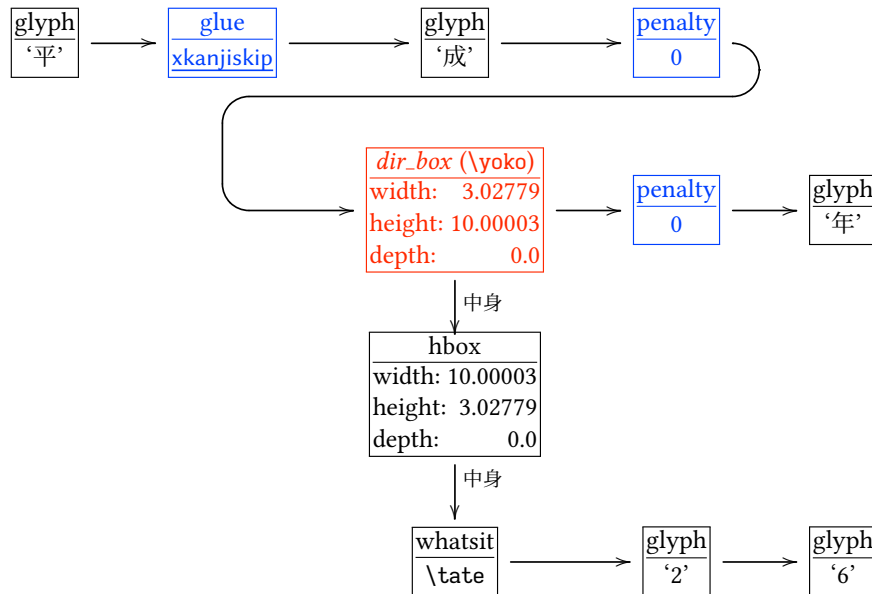 glyph
‘平’
glue
xkanjiskip
glyph
‘成’
penalty
0
dir_box (\yoko)
width: 3.02779
height: 10.00003
depth: 0.0
penalty
0
glyph
‘年’
中身
hbox
width: 10.00003
height: 3.02779
depth: 0.0
中身
whatsit
\tate
glyph
‘2’
glyph
‘6’